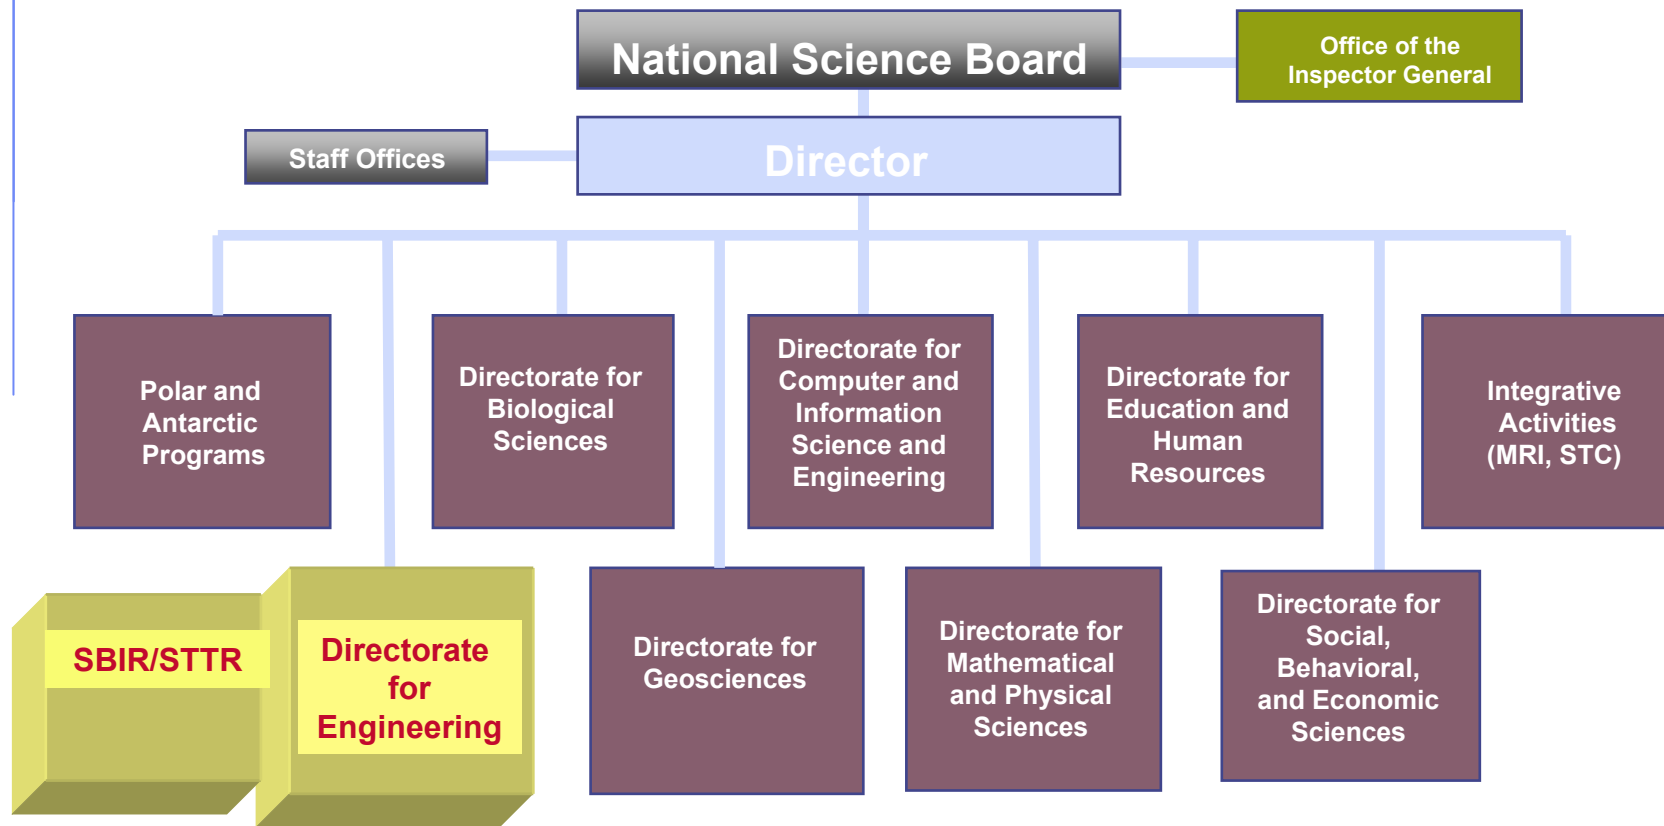 National Science Board
Office of the
Inspector General
Staff Offices
Director
Polar and
Antarctic
Programs
Directorate for
Biological
Sciences
Directorate for
Computer and
Information
Science and
Engineering
Directorate for
Education and
Human
Resources
Integrative
Activities
(MRI, STC)
SBIR/STTR
Directorate
for
Engineering
Directorate for
Geosciences
Directorate for
Mathematical
and Physical
Sciences
Directorate for
Social,
Behavioral,
and Economic
Sciences